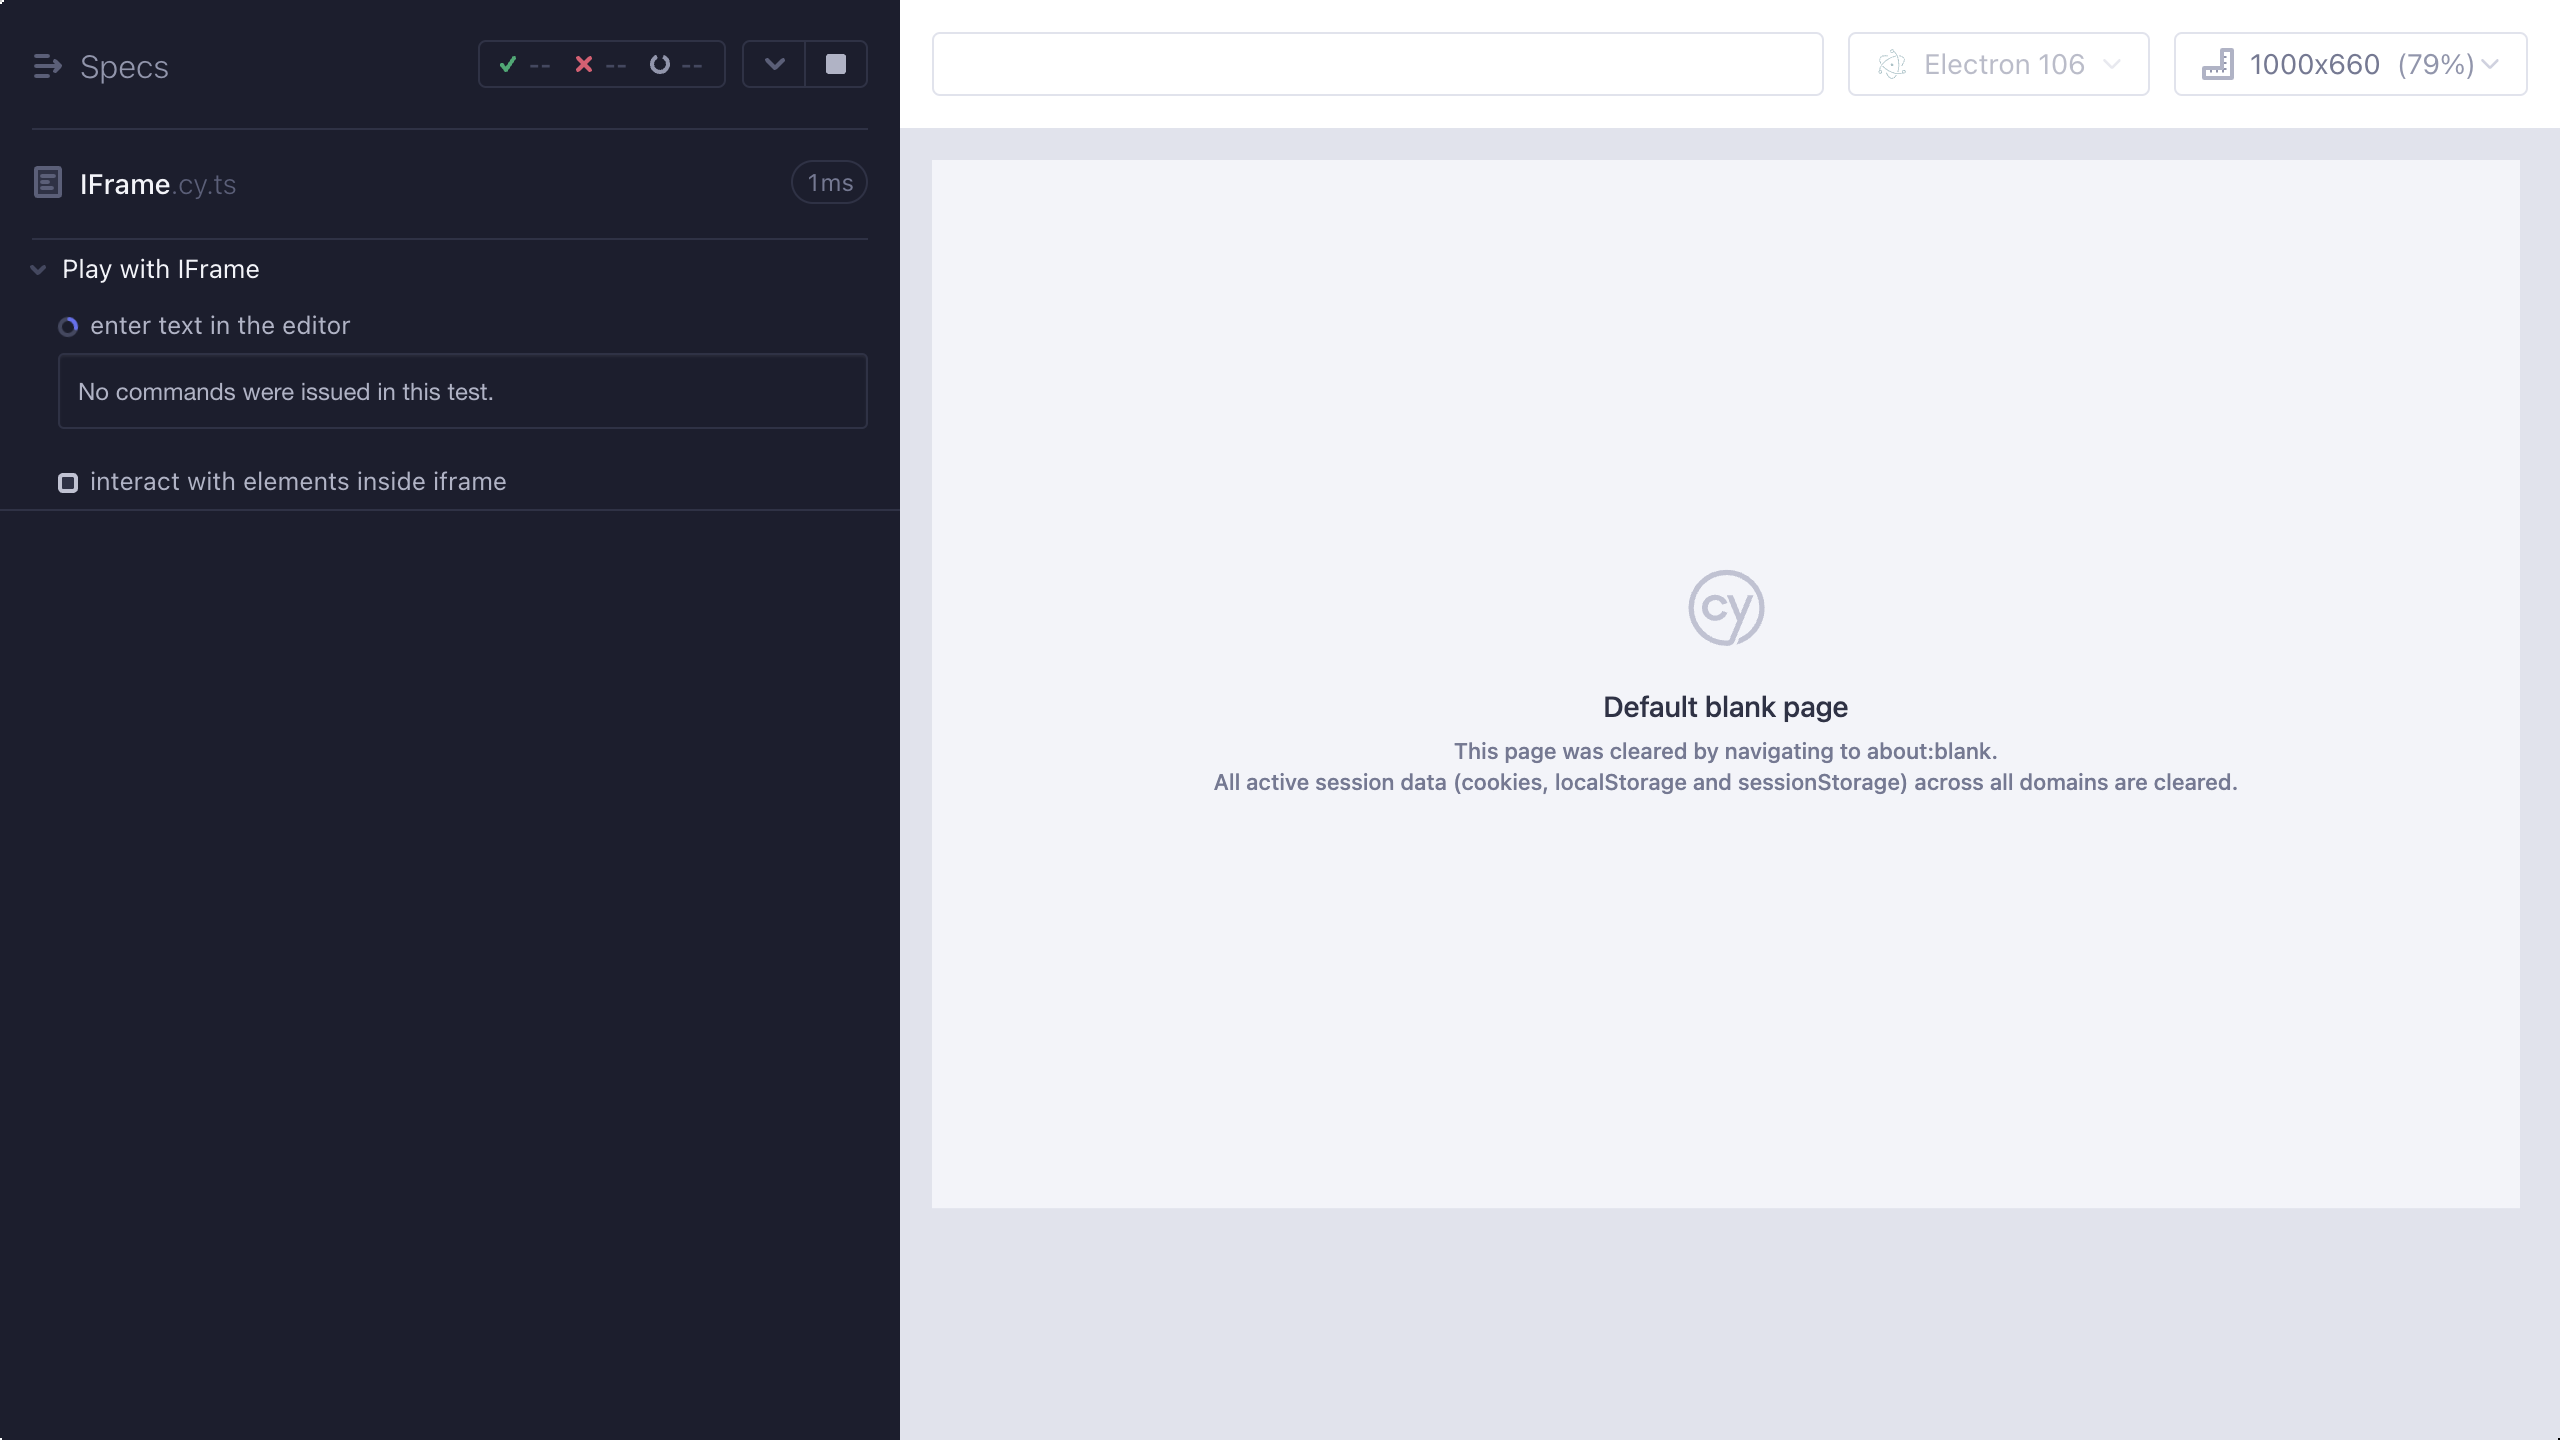 Specs
--
--
--
IFrame.cy.ts
1ms
Play with IFrame
enter text in the editor
No commands were issued in this test.
interact with elements inside iframe
Electron 106
1000x660 (79%)
cy
Default blank page
This page was cleared by navigating to about:blank.
All active session data (cookies, localStorage and sessionStorage) across all domains are cleared.